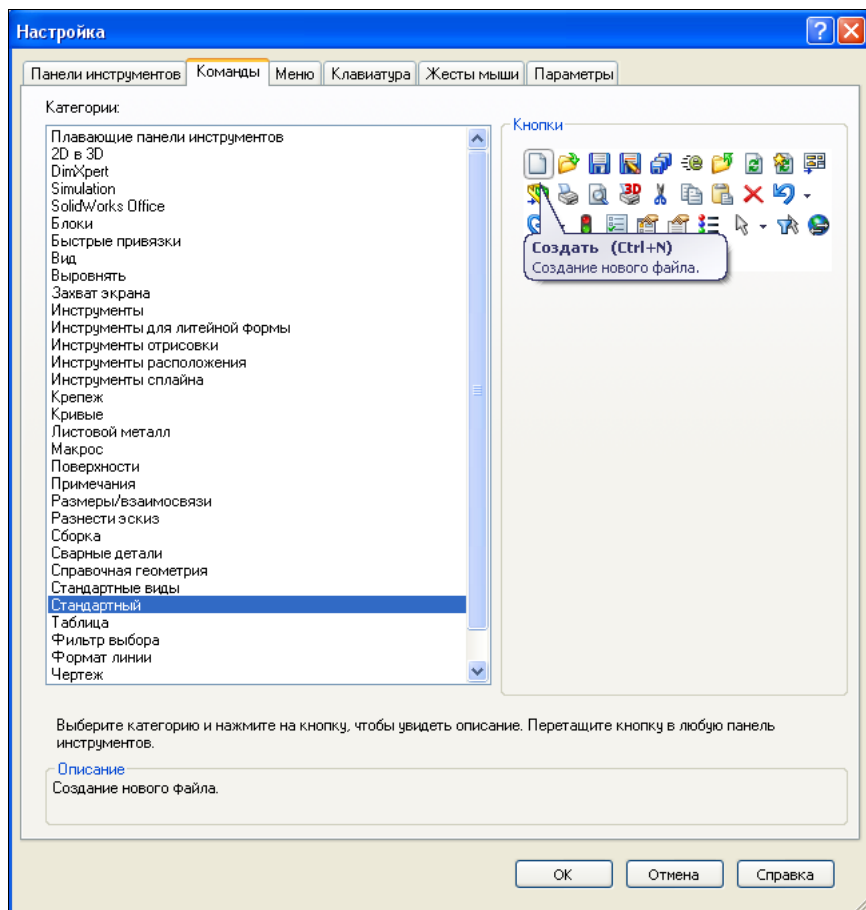 Настройка
Панели инструментов Команды Меню Клавиатура Жесты мыши Параметры
Категории:
Плавающие панели инструментов
2D в 3D
DimXpert
Simulation
SolidWorks Office
Блоки
Быстрые привязки
Вид
Выровнять
Захват экрана
Инструменты
Инструменты для литейной формы
Инструменты отрисовки
Инструменты расположения
Инструменты сплайна
Крепеж
Кривые
Листовой металл
Макрос
Поверхности
Примечания
Размеры/взаимосвязи
Разнести эскиз
Сборка
Сварные детали
Справочная геометрия
Стандартные виды
Стандартный
Таблица
Фильтр выбора
Формат линии
Чертеж
Кнопки
3D
Создать (Ctrl+N)
Создание нового файла.
Выберите категорию и нажмите на кнопку, чтобы увидеть описание. Перетащите кнопку в любую панель
инструментов.
Описание
Создание нового файла.
OK Отмена Справка